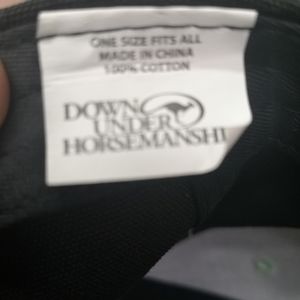 ONE SIZE FITS ALL
MADE IN CHINA
100% COTTON
DOWN
UNDER
HORSEMANSHI